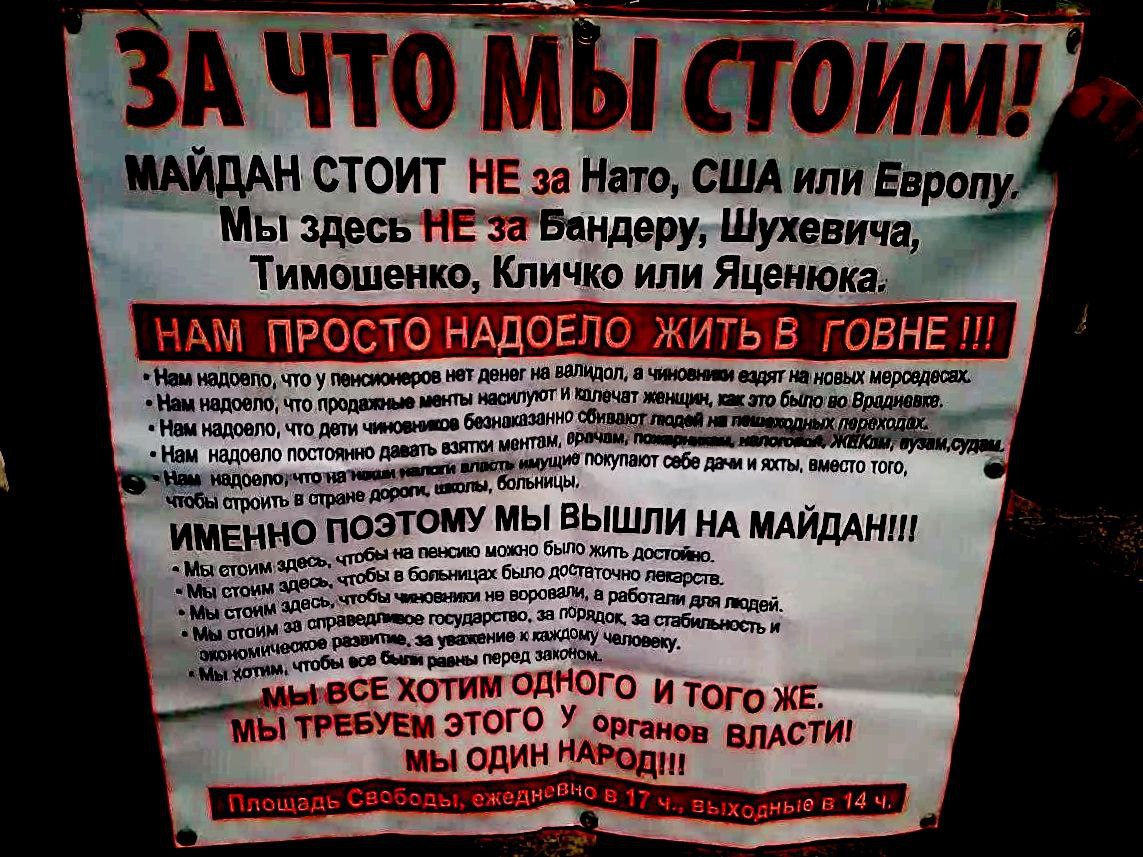 ЗА ЧТО МЫ СТОИМ!
МАЙДАН СТОИТ НЕ за Нато, США или Европу.
Мы здесь НЕ за Бандеру, Шухевича,
Тимошенко, Кличко или Яценюка.
НАМ ПРОСТО НАДОЕЛО ЖИТЬ В ГОВНЕ !!!
• Нам надоело, что у пенсионеров нет денег на валидол, а чиновники ездят на новых мерседесах.
• Нам надоело, что продажные менты насилуют и калечат женщин, как это было во Врадиевке.
• Нам надоело, что дети чиновников безнаказанно сбивают людей на пешеходных переходах.
• Нам надоело постоянно давать взятки ментам, врачам, пожарникам, налоговой, ЖЕКам, вузам,судам.
• Нам надоело, что на наши налоги власть имущие покупают себе дачи и яхты, вместо того,
чтобы строить в стране дороги, школы, больницы.
ИМЕННО ПОЭТОМУ МЫ ВЫШЛИ НА МАЙДАН!!!
• Мы стоим здесь, чтобы на пенсию можно было жить достойно.
• Мы стоим здесь, чтобы в больницах было достаточно лекарств.
• Мы стоим здесь, чтобы чиновники не воровали, а работали для людей.
• Мы стоим за справедливое государство, за порядок, за стабильность и
экономическое развитие, за уважение к каждому человеку.
• Мы хотим, чтобы все были равны перед законом.
МЫ ВСЕ ХОТИМ ОДНОГО И ТОГО ЖЕ.
МЫ ТРЕБУЕМ ЭТОГО У органов ВЛАСТИ!
МЫ ОДИН НАРОД!!!
Площадь Свободы, ежедневно в 17 ч., выходные в 14 ч.